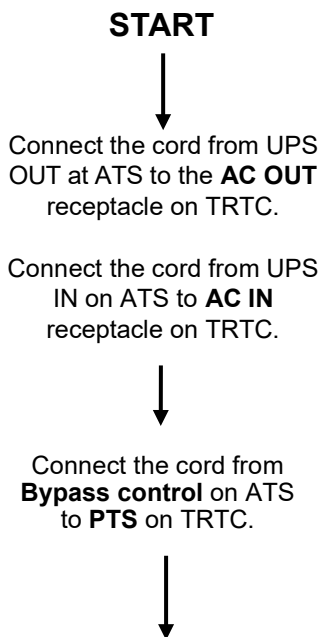 START
Connect the cord from UPS
OUT at ATS to the AC OUT
receptacle on TRTC.
Connect the cord from UPS
IN on ATS to AC IN
receptacle on TRTC.
Connect the cord from
Bypass control on ATS
to PTS on TRTC.